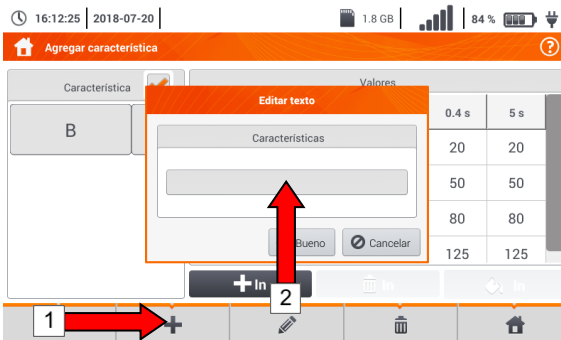 16:12:25 2018-07-20 1.8 GB 84 %
Agregar característica ?
Característica Valores
Editar texto
Características
0.4 s 5 s
B
20 20
50 50
80 80
125 125
Bueno Cancelar
In In In
1
2